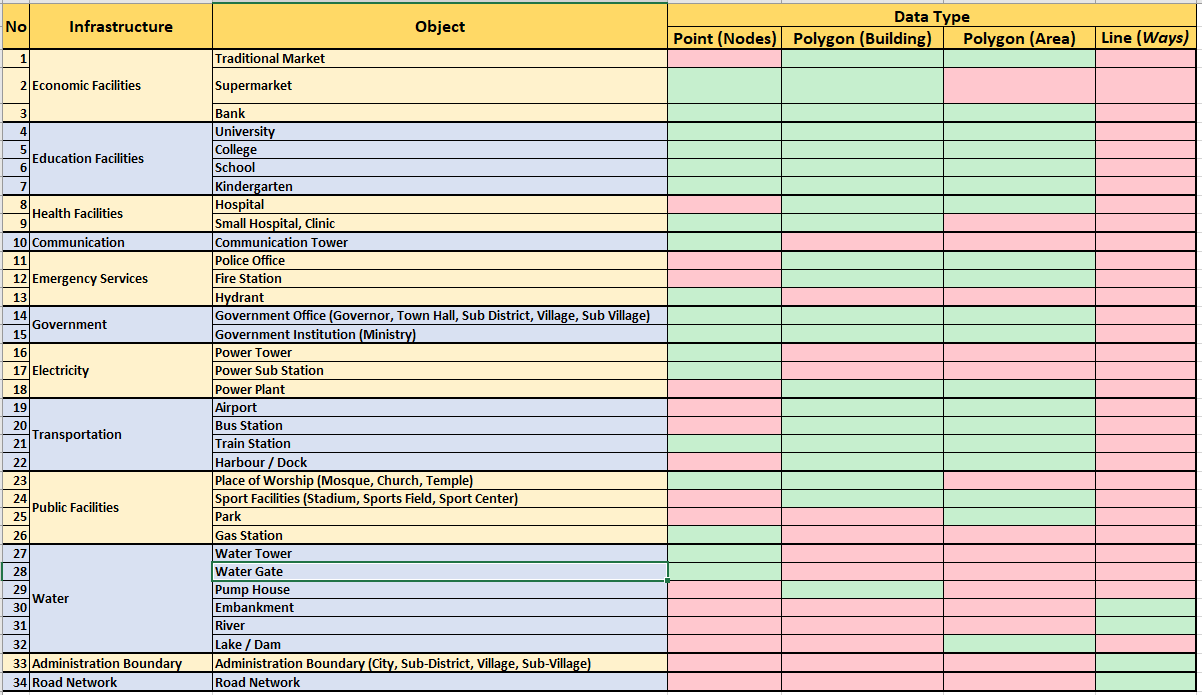 No Infrastructure Object Data Type
Point (Nodes) Polygon (Building) Polygon (Area) Line (Ways)
1 Economic Facilities Traditional Market
2 Supermarket
3 Bank
4 Education Facilities University
5 College
6 School
7 Kindergarten
8 Health Facilities Hospital
9 Small Hospital, Clinic
10 Communication Communication Tower
11 Emergency Services Police Office
12 Fire Station
13 Hydrant
14 Government Government Office (Governor, Town Hall, Sub District, Village, Sub Village)
15 Government Institution (Ministry)
16 Electricity Power Tower
17 Power Sub Station
18 Power Plant
19 Transportation Airport
20 Bus Station
21 Train Station
22 Harbour / Dock
23 Public Facilities Place of Worship (Mosque, Church, Temple)
24 Sport Facilities (Stadium, Sports Field, Sport Center)
25 Park
26 Gas Station
27 Water Water Tower
28 Water Gate
29 Pump House
30 Embankment
31 River
32 Lake / Dam
33 Administration Boundary Administration Boundary (City, Sub-District, Village, Sub-Village)
34 Road Network Road Network